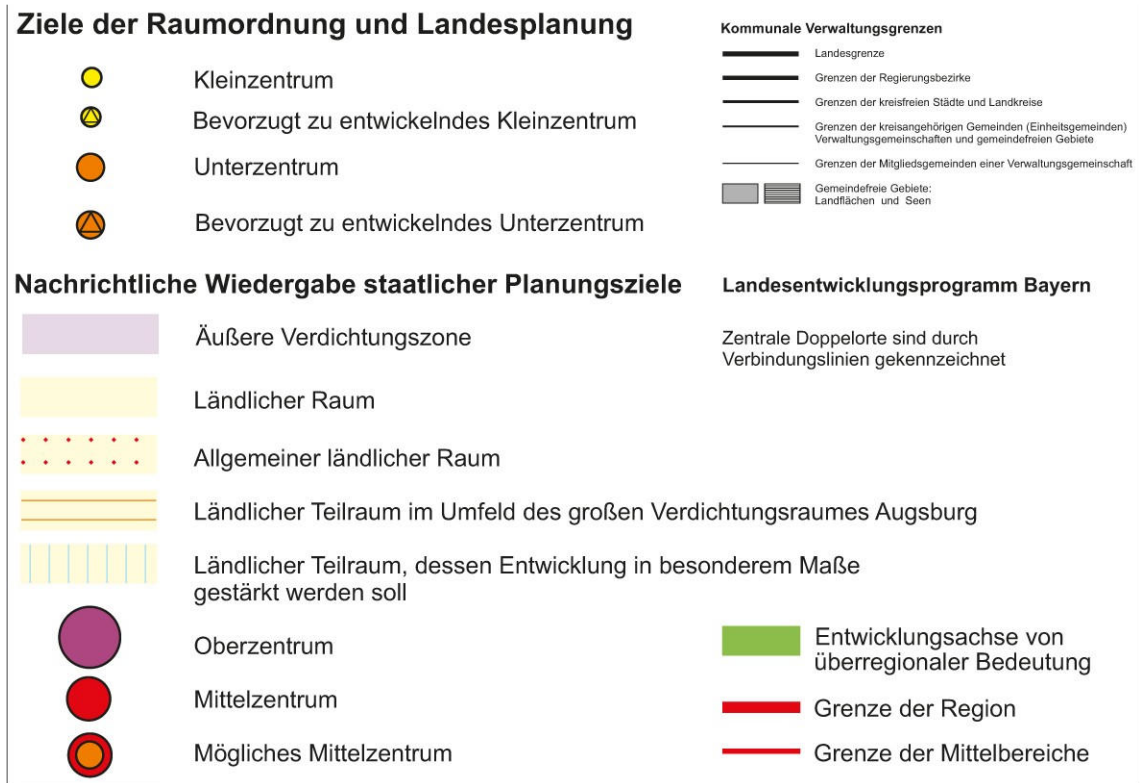 Ziele der Raumordnung und Landesplanung
Kleinzentrum
Bevorzugt zu entwickelndes Kleinzentrum
Unterzentrum
Bevorzugt zu entwickelndes Unterzentrum
Kommunale Verwaltungsgrenzen
Landesgrenze
Grenzen der Regierungsbezirke
Grenzen der kreisfreien Städte und Landkreise
Grenzen der kreisangehörigen Gemeinden (Einheitsgemeinden)
Verwaltungsgemeinschaften und gemeindefreien Gebiete
Grenzen der Mitgliedsgemeinden einer Verwaltungsgemeinschaft
Gemeindefreie Gebiete:
Landflächen und Seen
Nachrichtliche Wiedergabe staatlicher Planungsziele
Äußere Verdichtungszone
Ländlicher Raum
Allgemeiner ländlicher Raum
Ländlicher Teilraum im Umfeld des großen Verdichtungsraumes Augsburg
Ländlicher Teilraum, dessen Entwicklung in besonderem Maße
gestärkt werden soll
Oberzentrum
Mittelzentrum
Mögliches Mittelzentrum
Landesentwicklungsprogramm Bayern
Zentrale Doppelorte sind durch
Verbindungslinien gekennzeichnet
Entwicklungsachse von
überregionaler Bedeutung
Grenze der Region
Grenze der Mittelbereiche